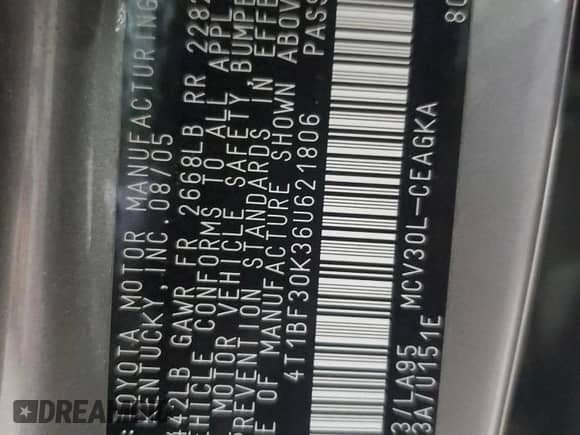 TOYOTA MOTOR MANUFACTURING
KENTUCKY, INC. 08/05
442LB GAWR FR 2668LB RR 2282
VEHICLE CONFORMS TO ALL APPL
MOTOR VEHICLE SAFETY, BUMPE
PREVENTION STANDARDS IN EFFE
E OF MANUFACTURE SHOWN ABOV
4T1BF30K36U621806 PASS
3/LA95 MCV30L-CEAGKA
3A/U151E
80
DREAM